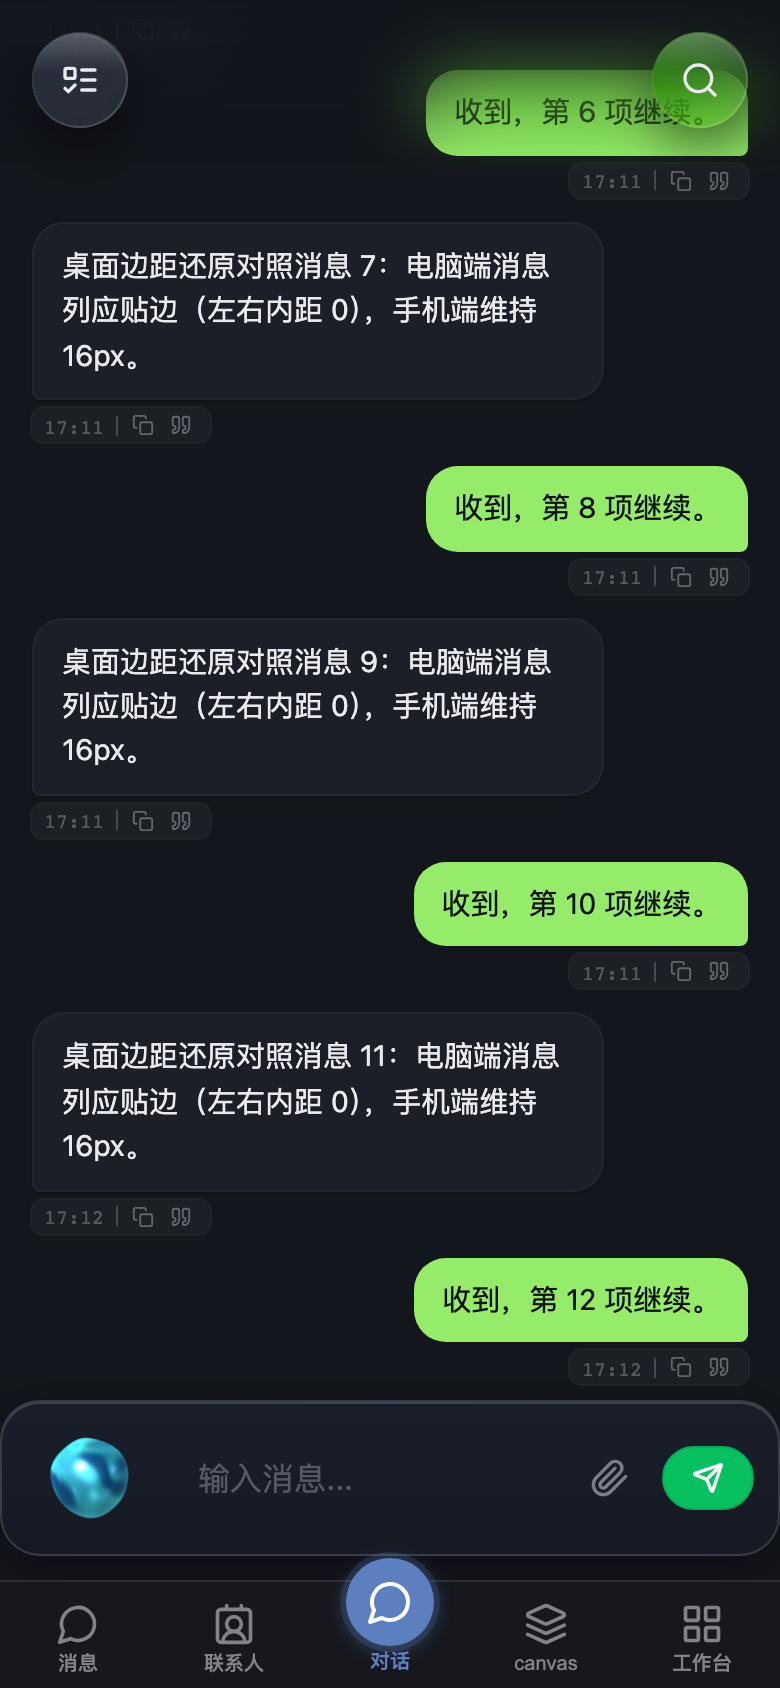 收到，第 6 项继续。
17:11
桌面边距还原对照消息 7：电脑端消息
列应贴边（左右内距 0），手机端维持
16px。
17:11
收到，第 8 项继续。
17:11
桌面边距还原对照消息 9：电脑端消息
列应贴边（左右内距 0），手机端维持
16px。
17:11
收到，第 10 项继续。
17:11
桌面边距还原对照消息 11：电脑端消息
列应贴边（左右内距 0），手机端维持
16px。
17:12
收到，第 12 项继续。
17:12
输入消息...
消息
联系人
对话
canvas
工作台